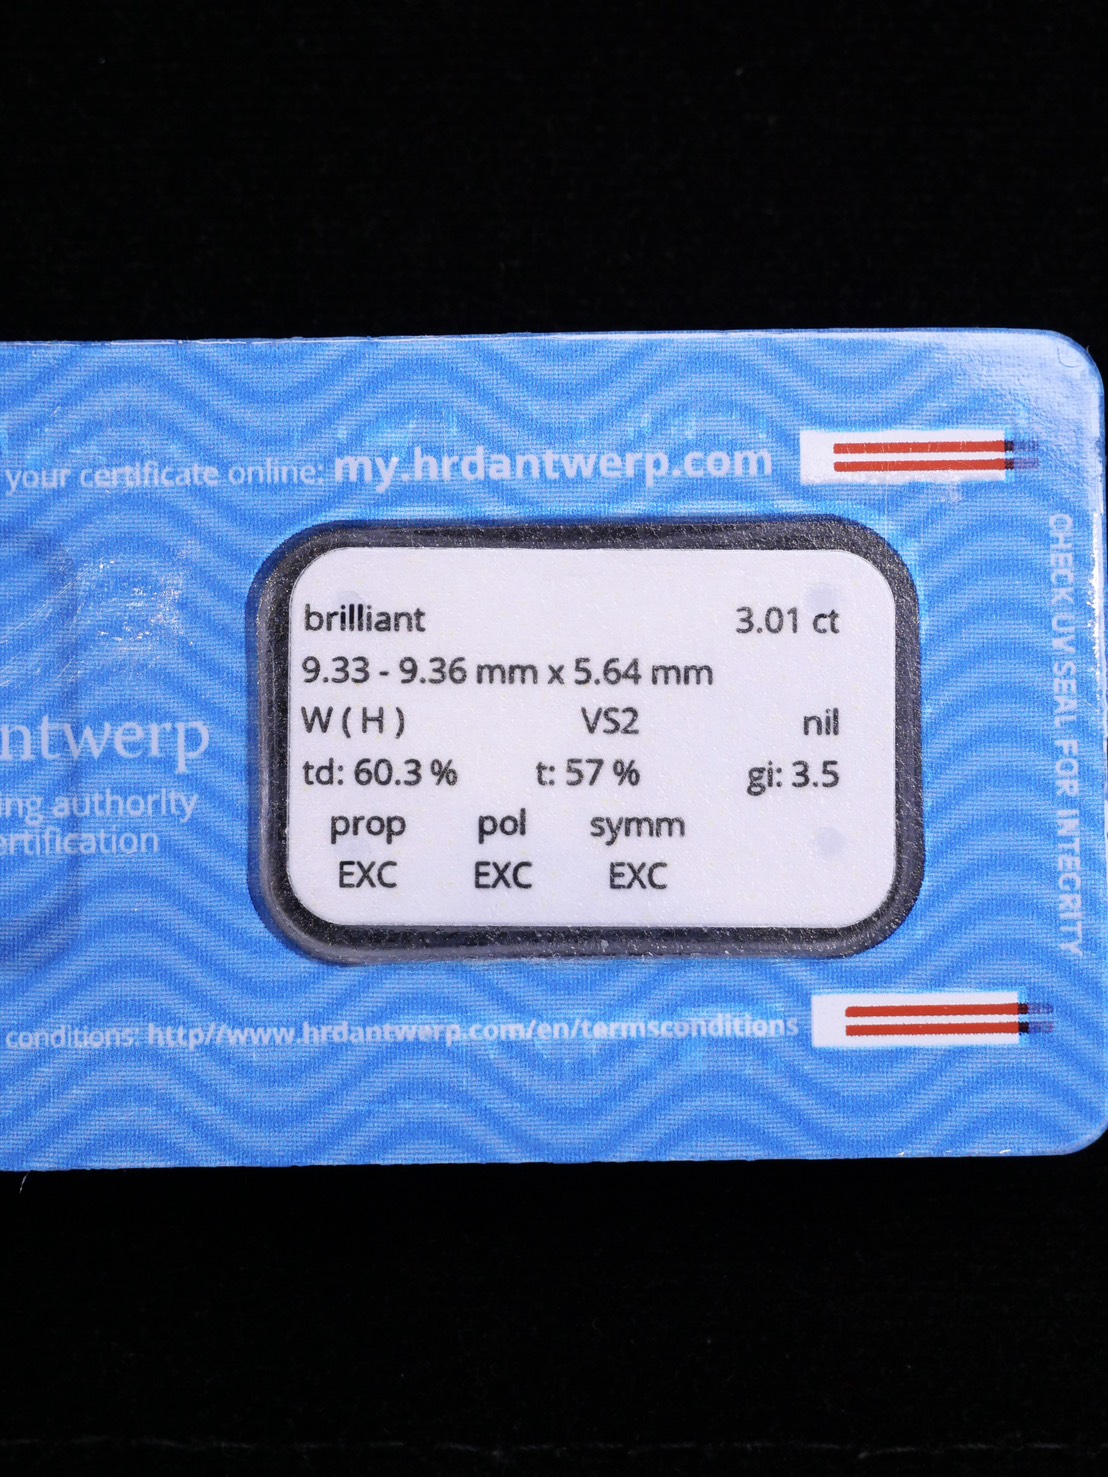 your certificate online: my.hrdantwerp.com
brilliant 3.01 ct
9.33 - 9.36 mm x 5.64 mm
W ( H ) VS2 nil
td: 60.3 % t: 57 % gi: 3.5
prop pol symm
EXC EXC EXC
ntwerp
ing authority
ertification
conditions: http//www.hrdantwerp.com/en/termsconditions
CHECK UV SEAL FOR INTEGRITY